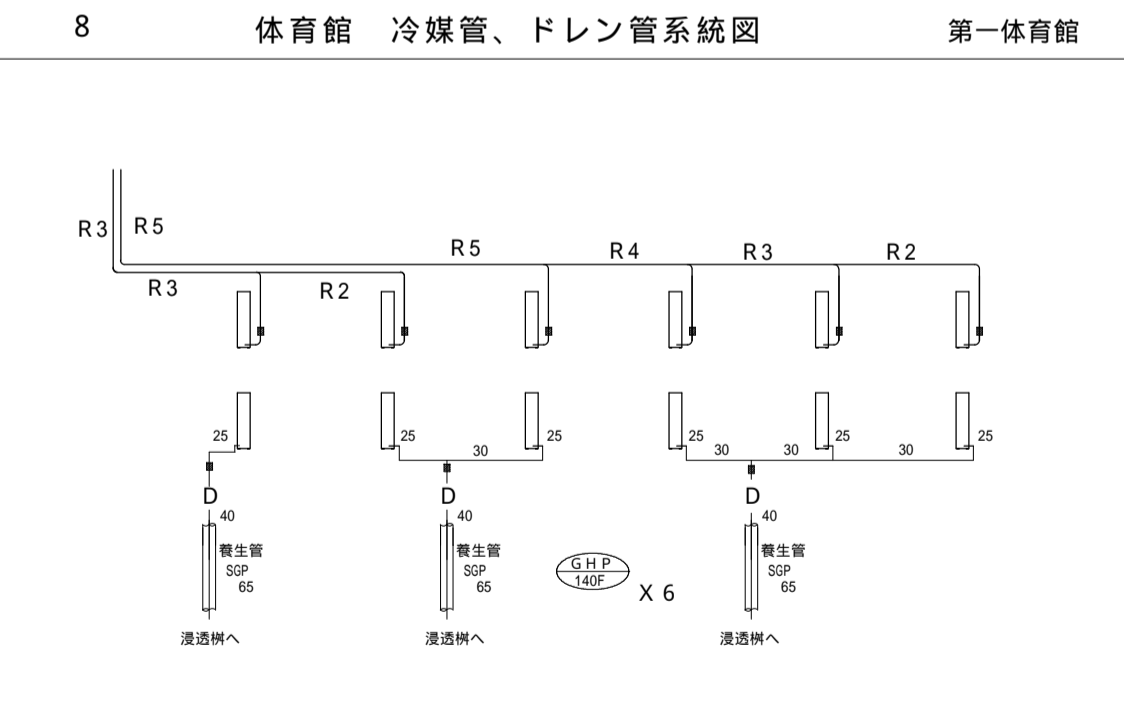 8 体育館 冷媒管、ドレン管系統図 第一体育館
R3 R5
R5 R4 R3 R2
R3 R2
25 25 30 25 25 30 30 25 30 25
D D D
40 40 40
養生管 養生管 養生管
SGP SGP SGP
65 65 65
GHP
140F
X 6
浸透桝へ 浸透桝へ 浸透桝へ